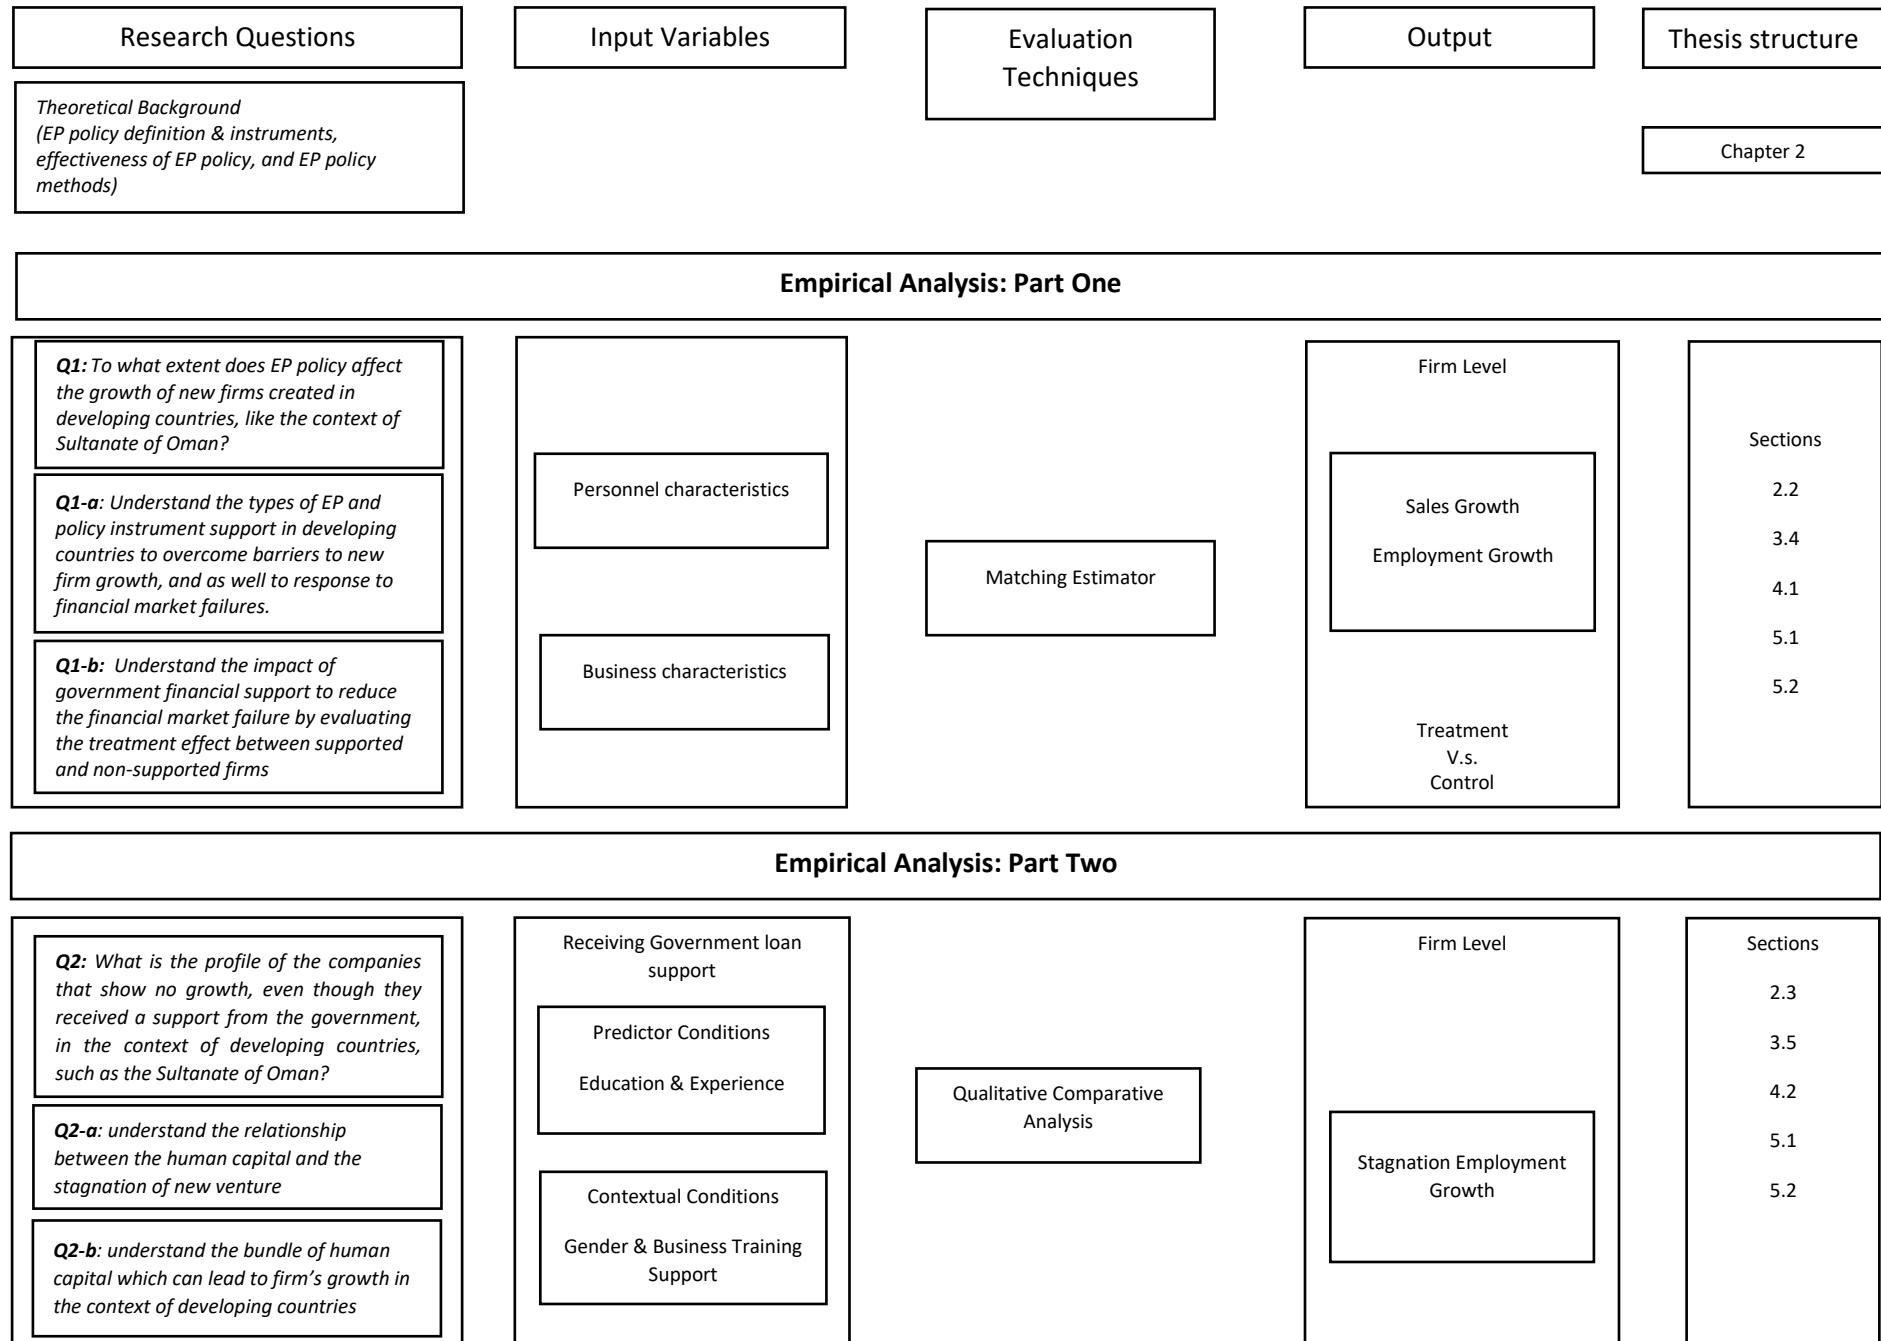 Research Questions
Input Variables
Evaluation
Techniques
Output
Thesis structure
Theoretical Background
(EP policy definition & instruments,
effectiveness of EP policy, and EP policy
methods)
Chapter 2
Empirical Analysis: Part One
Q1: To what extent does EP policy affect
the growth of new firms created in
developing countries, like the context of
Sultanate of Oman?
Q1-a: Understand the types of EP and
policy instrument support in developing
countries to overcome barriers to new
firm growth, and as well to response to
financial market failures.
Q1-b: Understand the impact of
government financial support to reduce
the financial market failure by evaluating
the treatment effect between supported
and non-supported firms
Personnel characteristics
Business characteristics
Matching Estimator
Firm Level
Sales Growth
Employment Growth
Treatment
V.s.
Control
Sections
2.2
3.4
4.1
5.1
5.2
Empirical Analysis: Part Two
Q2: What is the profile of the companies
that show no growth, even though they
received a support from the government,
in the context of developing countries,
such as the Sultanate of Oman?
Q2-a: understand the relationship
between the human capital and the
stagnation of new venture
Q2-b: understand the bundle of human
capital which can lead to firm’s growth in
the context of developing countries
Receiving Government loan
support
Predictor Conditions
Education & Experience
Contextual Conditions
Gender & Business Training
Support
Qualitative Comparative
Analysis
Firm Level
Stagnation Employment
Growth
Sections
2.3
3.5
4.2
5.1
5.2